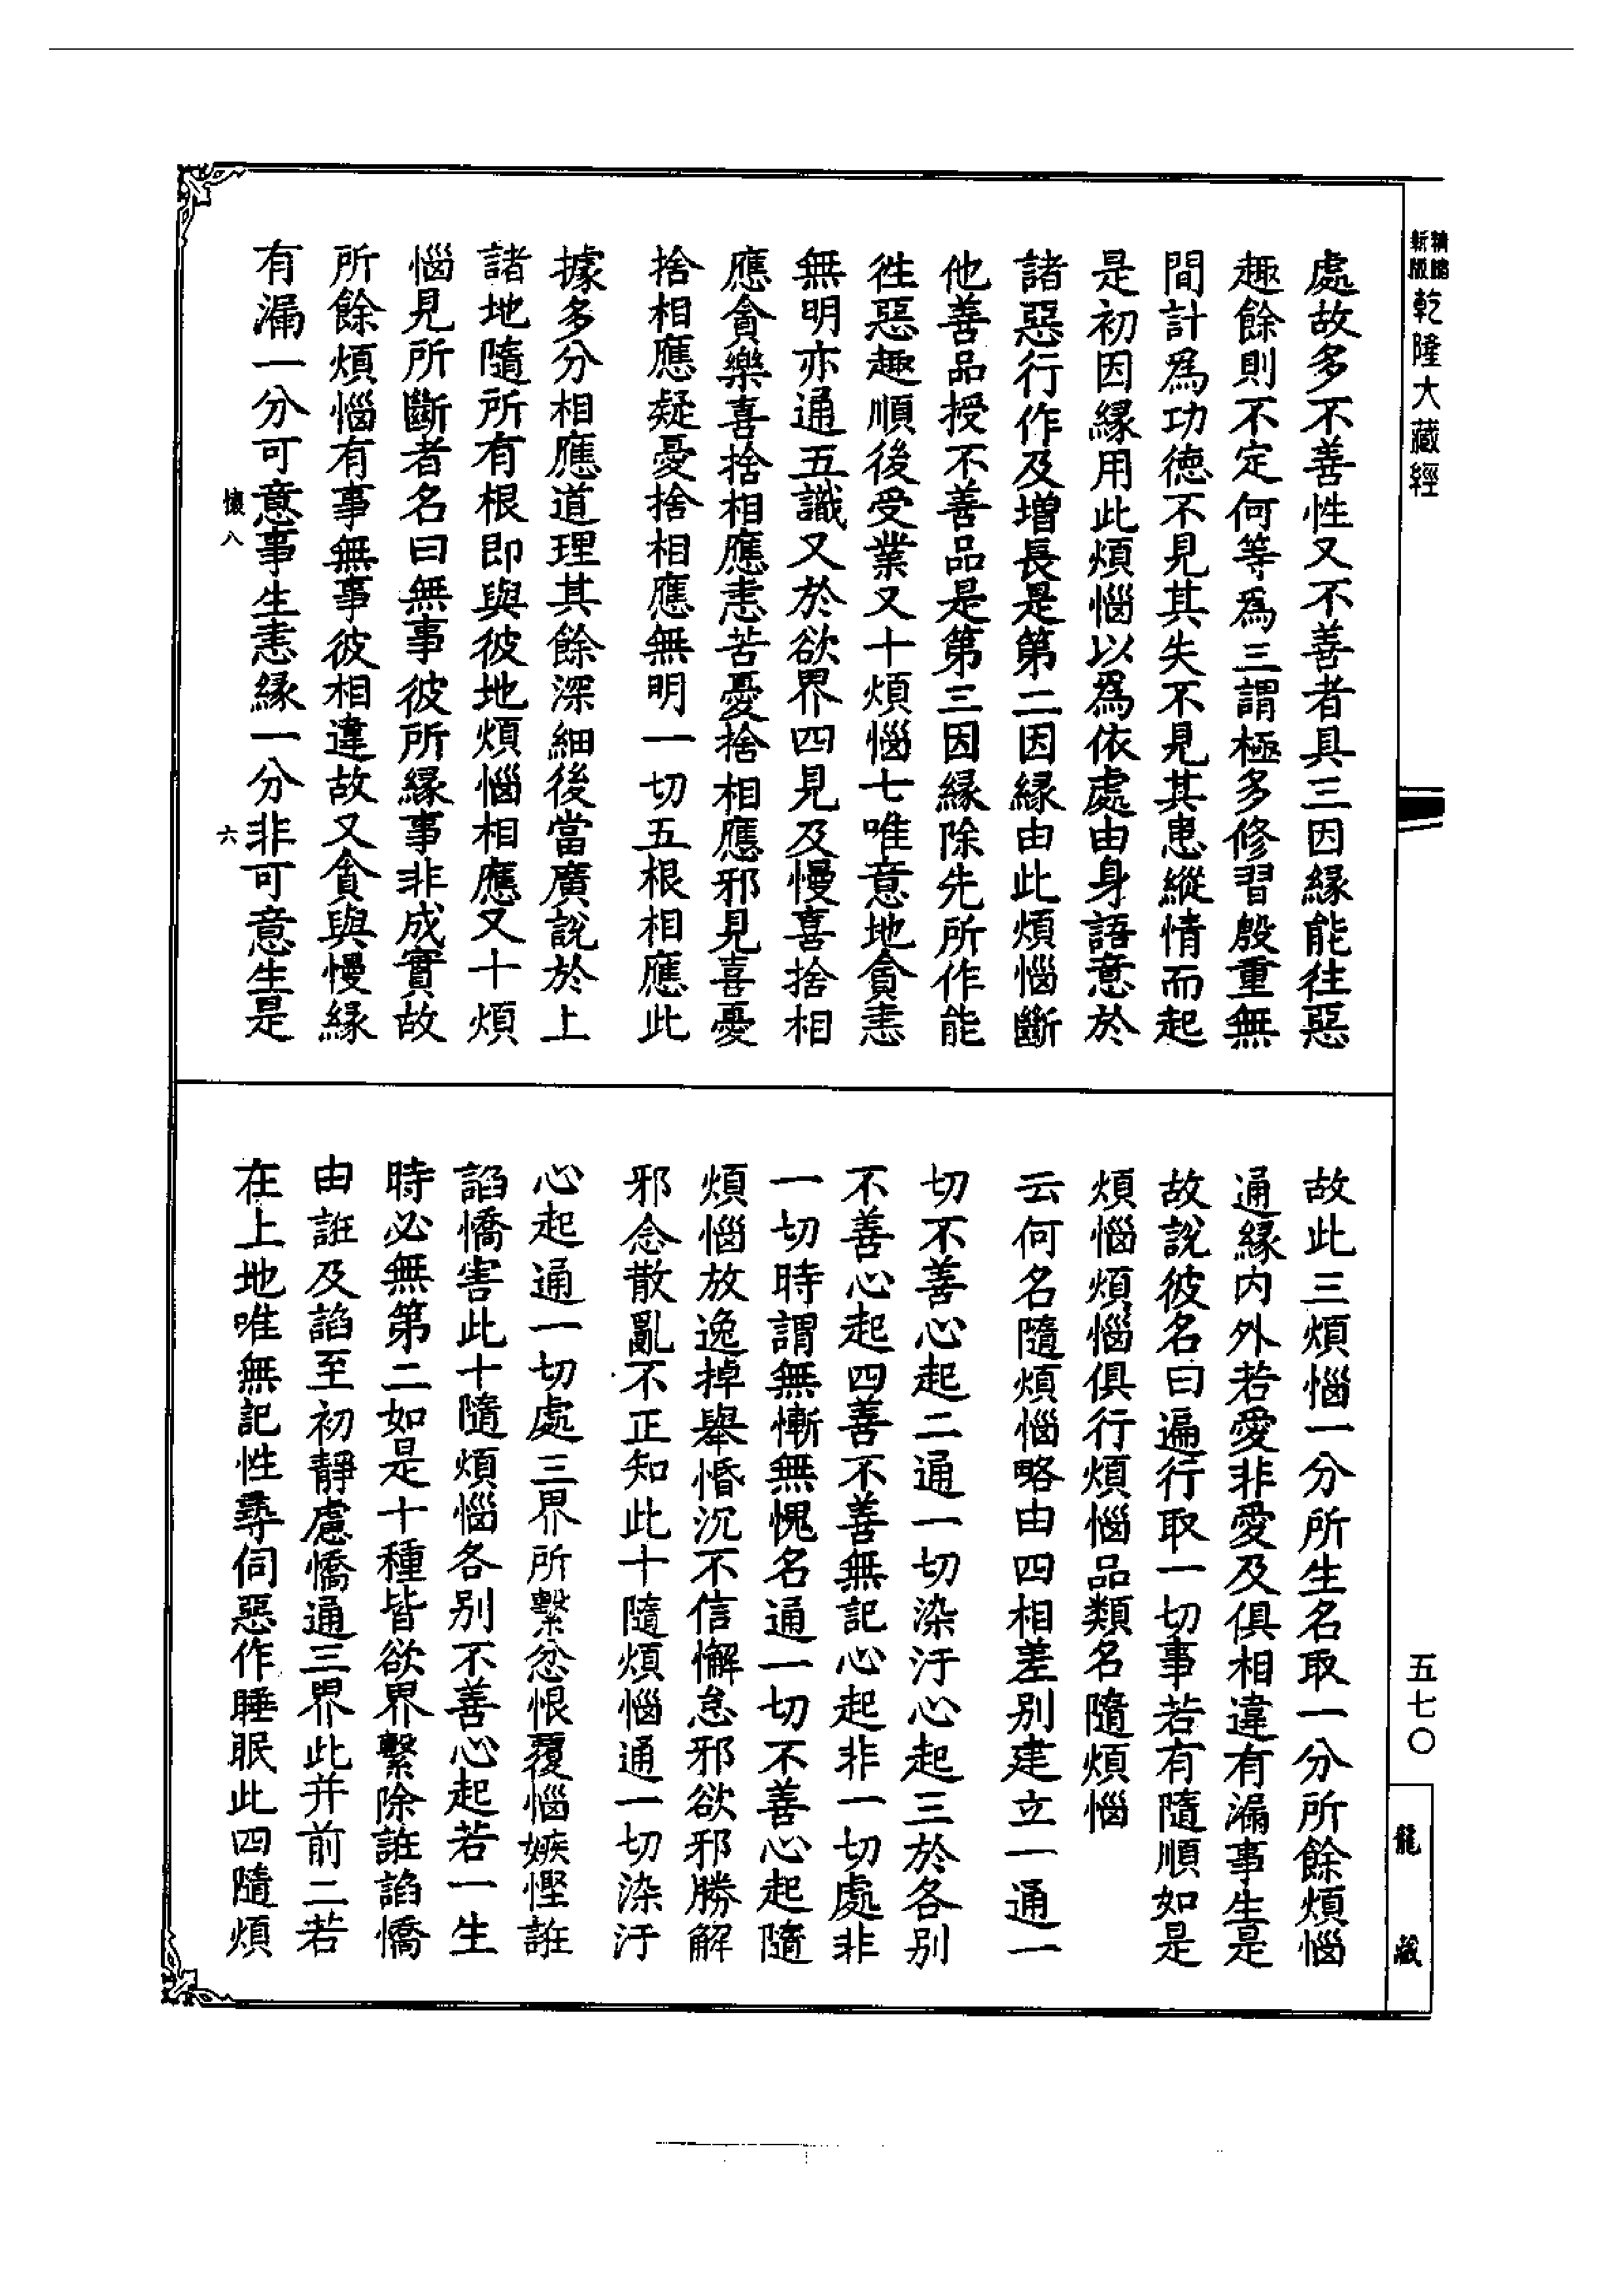 新版
精縮
乾隆大藏經
處故多不善性又不善者具三因緣能往惡
趣餘則不定何等爲三謂極多修習殷重無
間計爲功德不見其失不見其患縱情而起
是初因緣用此煩惱以爲依處由身語意於
諸惡行作及增長是第二因緣由此煩惱斷
他善品授不善品是第三因緣除先所作能
徃惡趣順後受業又十煩惱七唯意地貪恚
無明亦通五識又於欲界四見及慢喜捨相
應貪樂喜捨相應恚苦憂捨相應邪見喜憂
捨相應疑憂捨相應無明一切五根相應此
據多分相應道理其餘深細後當廣說於上
諸地隨所有根即與彼地煩惱相應又十煩
惱見所斷者名曰無事彼所緣事非成實故
所餘煩惱有事無事彼相違故又貪與慢緣
有漏一分可意事生恚緣一分非可意生是
懷八
六
故此三煩惱一分所生名取一分所餘煩惱
通緣内外若愛非愛及俱相違有漏事生是
故說彼名曰遍行取一切事若有隨順如是
煩惱煩惱俱行煩惱品類名隨煩惱
云何名隨煩惱略由四相差别建立一通一
切不善心起二通一切染汙心起三於各别
不善心起四善不善無記心起非一切處非
一切時謂無慚無愧名通一切不善心起隨
煩惱放逸掉舉惛沉不信懈怠邪欲邪勝解
邪念散亂不正知此十隨煩惱通一切染汙
心起通一切處三界所繫忿恨覆惱嫉慳誑
諂憍害此十隨煩惱各别不善心起若一生
時必無第二如是十種皆欲界繫除誑諂憍
由誑及諂至初靜慮憍通三界此并前二若
在上地唯無記性尋伺惡作睡眠此四隨煩
五七〇
龍藏